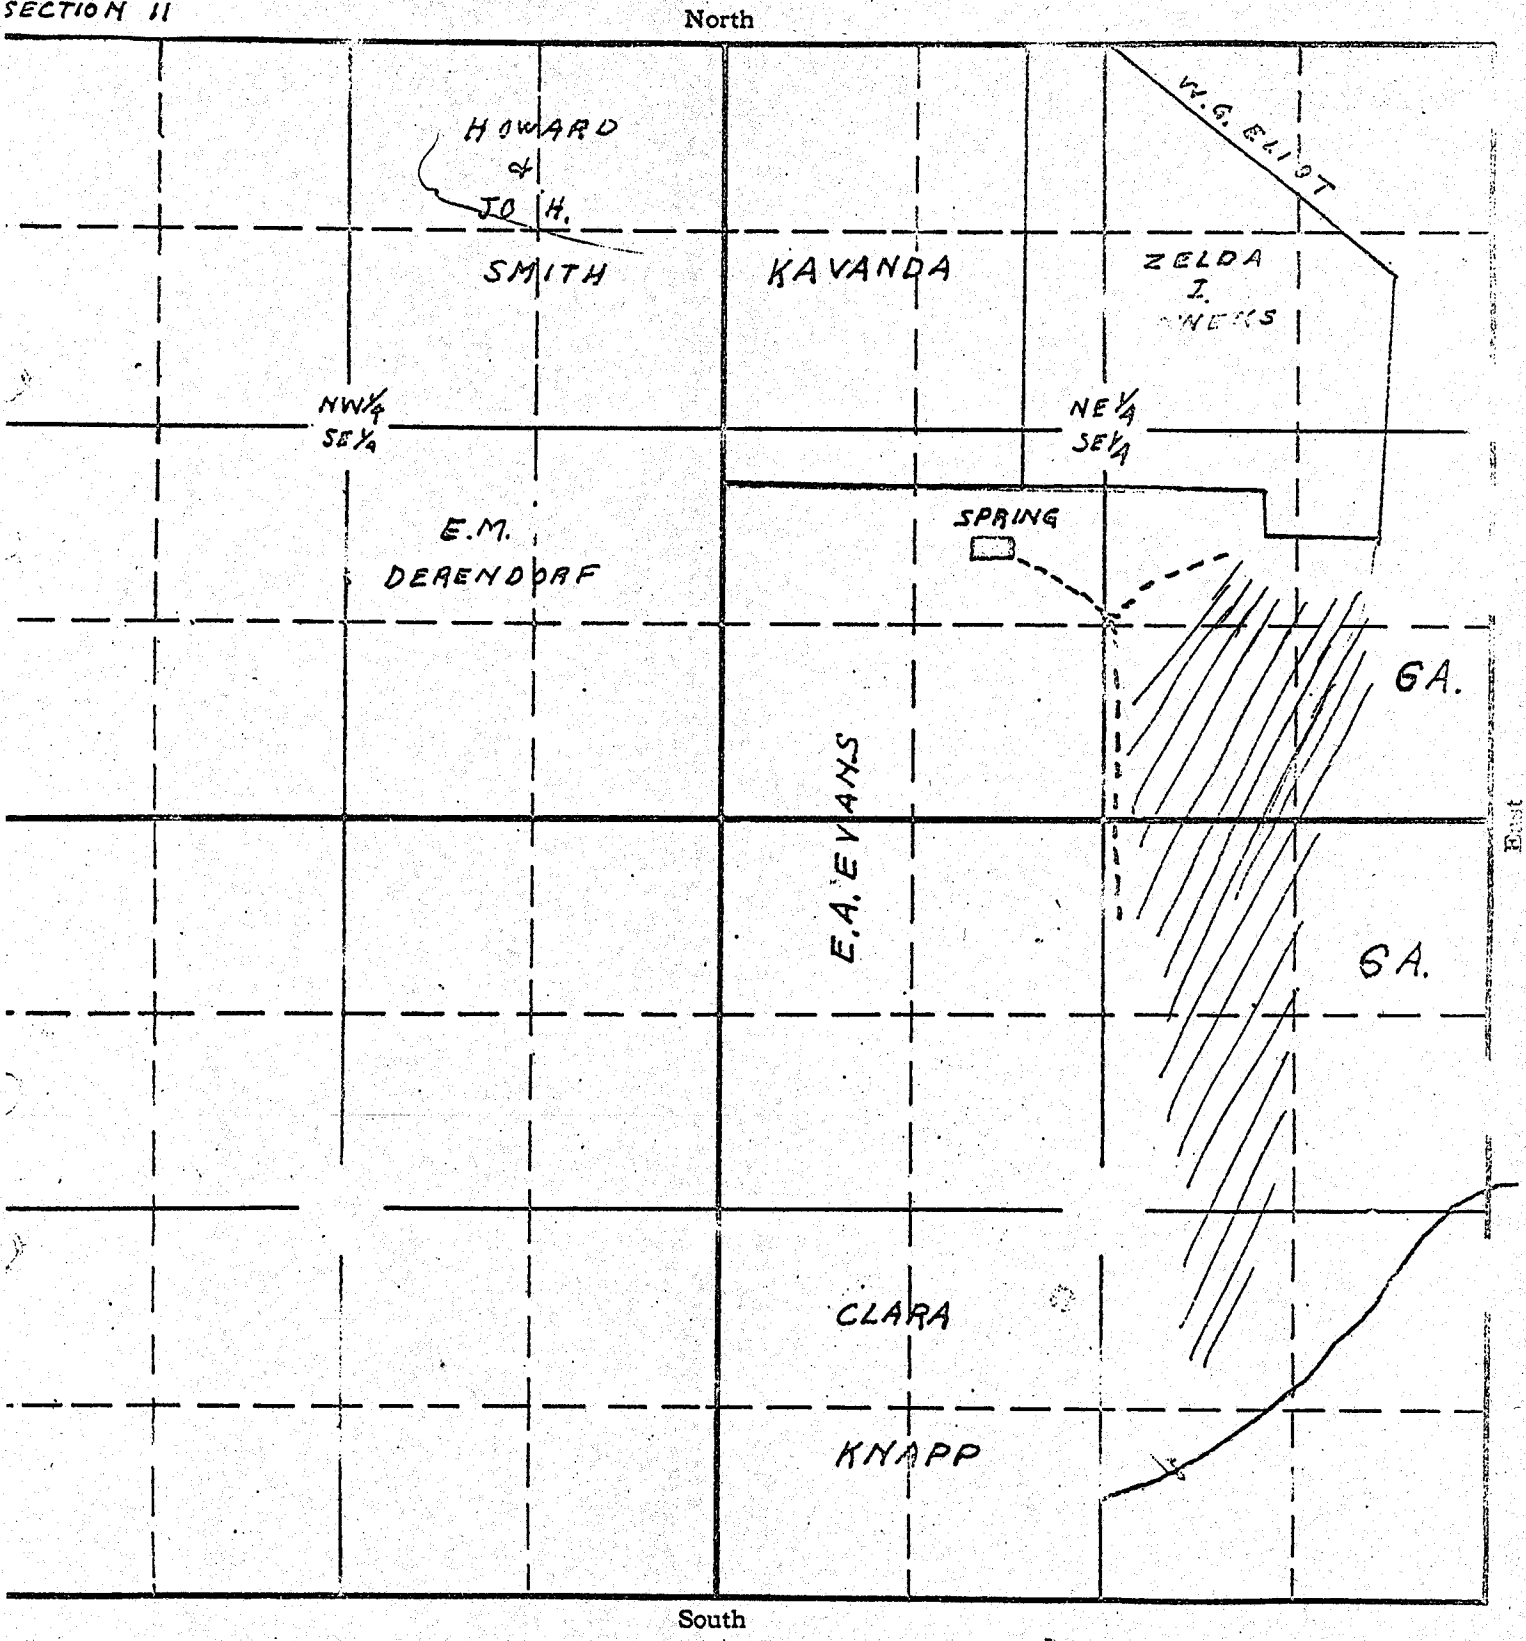 SECTION 11
North
HOWARD
&
JO H.
SMITH
KAVANDA
W.G. ELLIOT
ZELDA
I.
NW¼
SE¼
NE¼
SE¼
E.M.
DERENDORF
SPRING
6A.
E.A. EVANS
East
6A.
CLARA
KNAPP
South